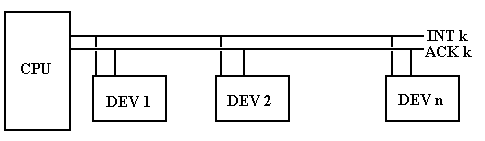 INT k
ACK k
CPU
DEV 1
DEV 2
DEV n